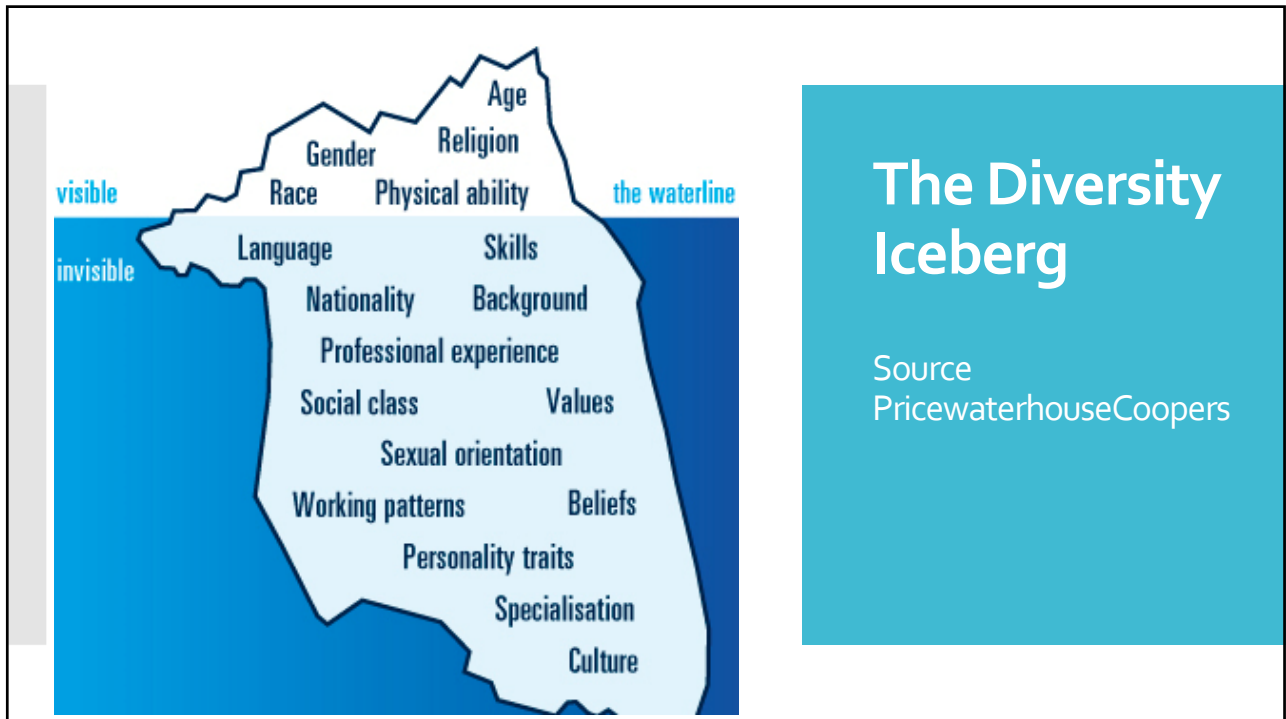 Age
Religion
Gender
Race Physical ability
visible the waterline
invisible
Language Skills
Nationality Background
Professional experience
Social class Values
Sexual orientation
Working patterns Beliefs
Personality traits
Specialisation
Culture
The Diversity
Iceberg
Source
PricewaterhouseCoopers